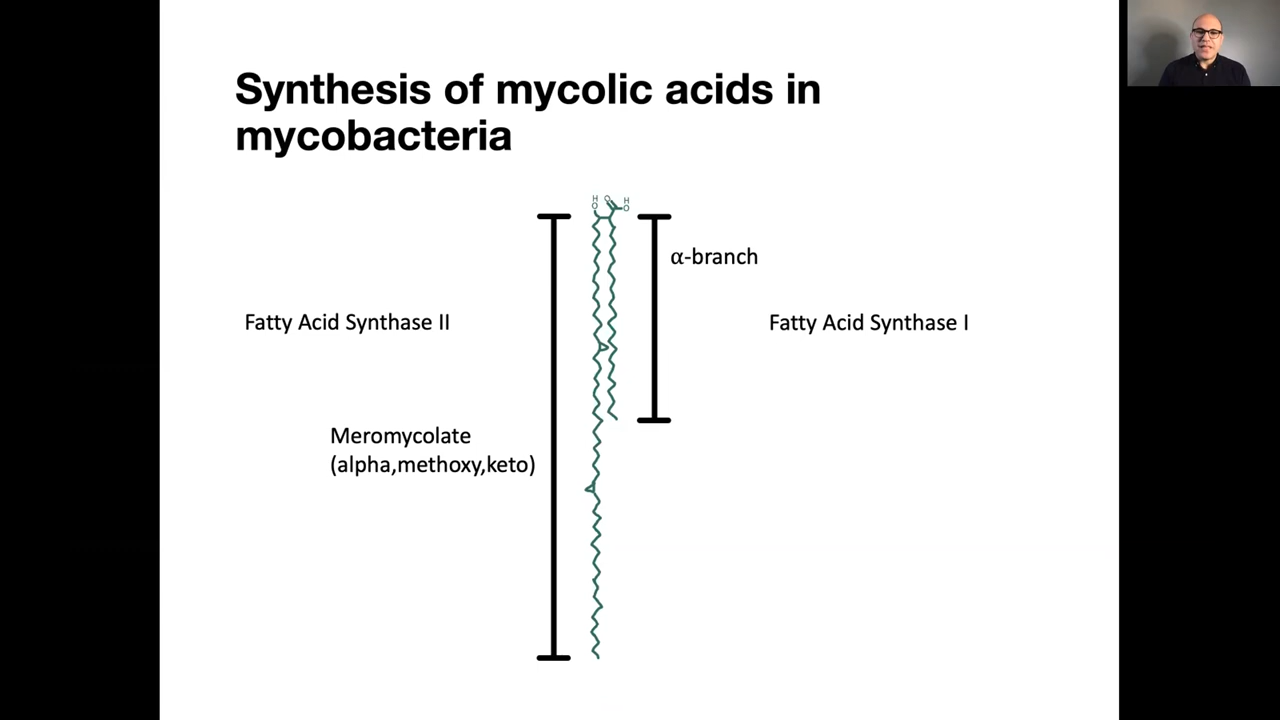 Synthesis of mycolic acids in
mycobacteria
H
O
O
H
O
α-branch
Fatty Acid Synthase II
Fatty Acid Synthase I
Meromycolate
(alpha,methoxy,keto)